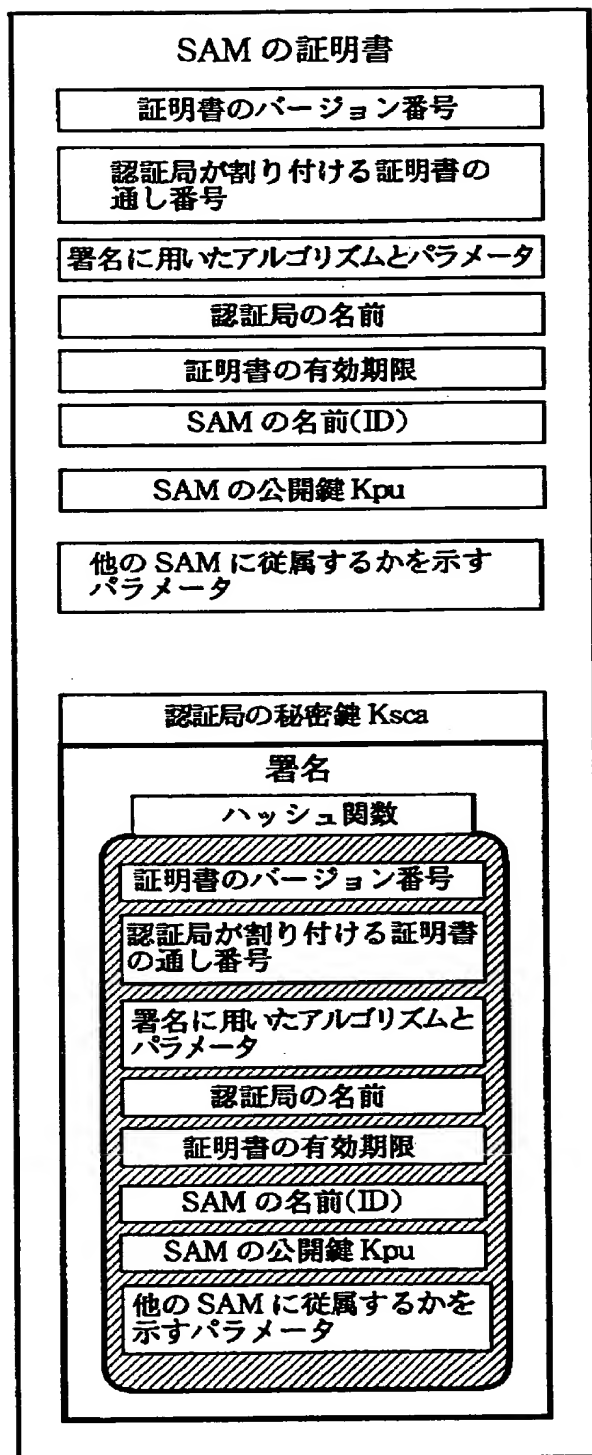 SAM の証明書
証明書のバージョン番号
認証局が割り付ける証明書の
通し番号
署名に用いたアルゴリズムとパラメータ
認証局の名前
証明書の有効期限
SAM の名前(ID)
SAM の公開鍵 Kpu
他の SAM に従属するかを示す
パラメータ
認証局の秘密鍵 Ksca
署名
ハッシュ関数
証明書のバージョン番号
認証局が割り付ける証明書
の通し番号
署名に用いたアルゴリズムと
パラメータ
認証局の名前
証明書の有効期限
SAM の名前(ID)
SAM の公開鍵 Kpu
他の SAM に従属するかを
示すパラメータ